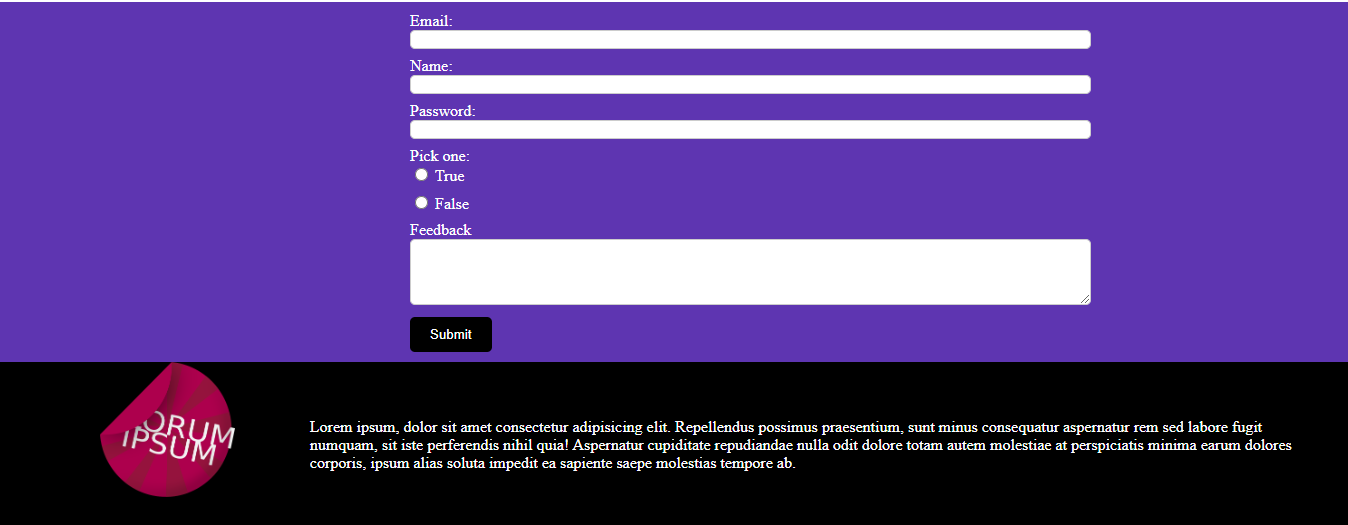 Email:
Name:
Password:
Pick one:
True
False
Feedback
Submit
LORUM
IPSUM
Lorem ipsum, dolor sit amet consectetur adipisicing elit. Repellendus possimus praesentium, sunt minus consequatur aspernatur rem sed labore fugit
numquam, sit iste perferendis nihil quia! Aspernatur cupiditate repudiandae nulla odit dolore totam autem molestiae at perspiciatis minima earum dolores
corporis, ipsum alias soluta impedit ea sapiente saepe molestias tempore ab.